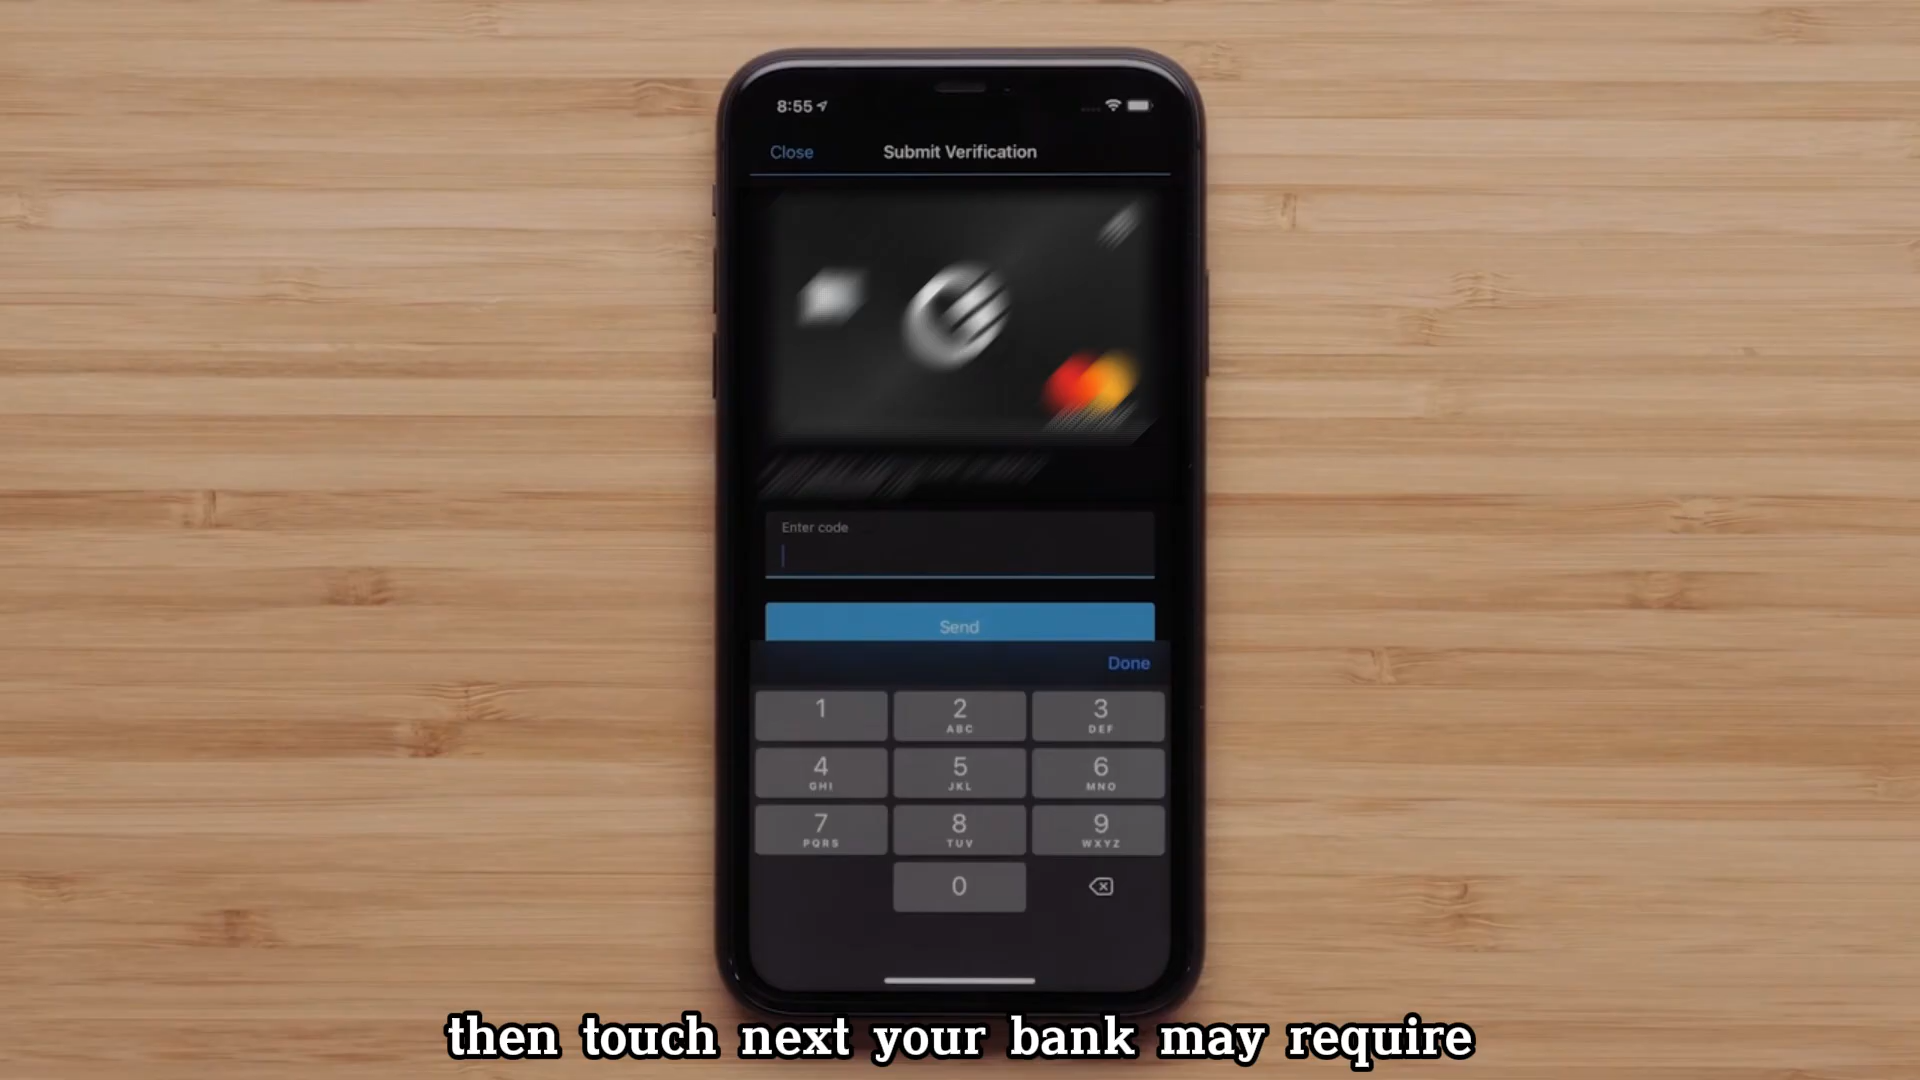 8:55
Close Submit Verification
Enter code
Send
Done
1 2 3
ABC DEF
4 5 6
GHI JKL MNO
7 8 9
PQRS TUV WXYZ
0
then touch next your bank may require